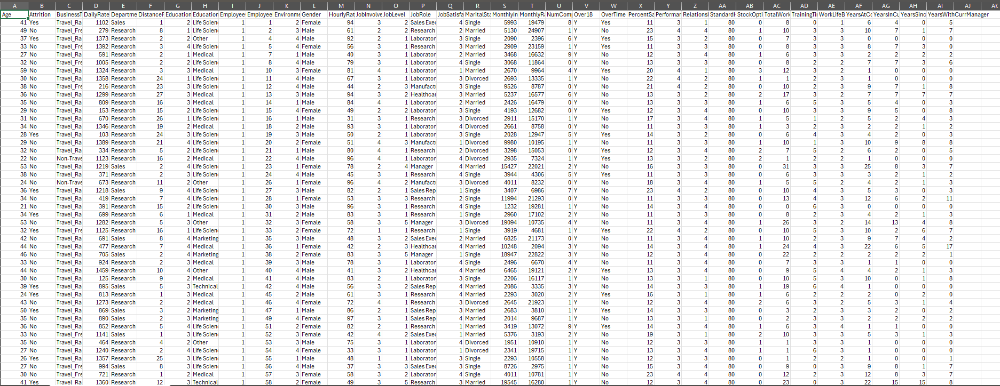 A B C D E F G H I J K L M N O P Q R S T U V W X Y Z AA AB AC AD AE AF AG AH AI AJ AK
Age Attrition BusinessT DailyRate Departme DistanceF Education Education Employee Employee Environme Gender HourlyRat JobInvolve JobLevel JobRole JobSatisfa MaritalSta MonthlyIn MonthlyRa NumComp Over18 OverTime PercentSa Performar Relationsl StandardH StockOpti TotalWork TrainingTi WorkLifeB YearsAtCo YearsInCu YearsSinc YearsWithCurrManager
41 Yes Travel_Ra 1102 Sales 1 2 Life Scienc 1 1 2 Female 94 3 2 Sales Exec 4 Single 5993 19479 8 Y Yes 11 3 1 80 0 8 0 1 6 4 0 5
49 No Travel_Fre 279 Research 8 1 Life Scienc 1 2 3 Male 61 2 2 Research 2 Married 5130 24907 1 Y No 23 4 4 80 1 10 3 3 10 7 1 7
37 Yes Travel_Ra 1373 Research 2 2 Other 1 4 4 Male 92 2 1 Laborator 3 Single 2090 2396 6 Y Yes 15 3 2 80 0 7 3 3 0 0 0 0
33 No Travel_Fre 1392 Research 3 4 Life Scienc 1 5 4 Female 56 3 1 Research 3 Married 2909 23159 1 Y Yes 11 3 3 80 0 8 3 3 8 7 3 0
27 No Travel_Ra 591 Research 2 1 Medical 1 7 1 Male 40 3 1 Laborator 2 Married 3468 16632 9 Y No 12 3 4 80 1 6 3 3 2 2 2 2
32 No Travel_Fre 1005 Research 2 2 Life Scienc 1 8 4 Male 79 3 1 Laborator 4 Single 3068 11864 0 Y No 13 3 3 80 0 8 2 2 7 7 3 6
59 No Travel_Ra 1324 Research 3 3 Medical 1 10 3 Female 81 4 1 Laborator 1 Married 2670 9964 4 Y Yes 20 4 1 80 3 12 3 2 1 0 0 0
30 No Travel_Ra 1358 Research 24 1 Life Scienc 1 11 4 Male 67 3 1 Laborator 3 Divorced 2693 13335 1 Y No 22 4 2 80 1 1 2 3 1 0 0 0
38 No Travel_Fre 216 Research 23 3 Life Scienc 1 12 4 Male 44 2 3 Manufactu 3 Single 9526 8787 0 Y No 21 4 2 80 0 10 2 3 9 7 1 8
36 No Travel_Ra 1299 Research 27 3 Medical 1 13 3 Male 94 3 2 Healthcar 3 Married 5237 16577 6 Y No 13 3 2 80 2 17 3 2 7 7 7 7
35 No Travel_Ra 809 Research 16 3 Medical 1 14 1 Male 84 4 1 Laborator 2 Married 2426 16479 0 Y No 13 3 3 80 1 6 5 3 5 4 0 3
29 No Travel_Ra 153 Research 15 2 Life Scienc 1 15 4 Female 49 2 2 Laborator 3 Single 4193 12682 0 Y Yes 12 3 4 80 0 10 3 3 9 5 0 8
31 No Travel_Ra 670 Research 26 1 Life Scienc 1 16 1 Male 31 3 1 Research 3 Divorced 2911 15170 1 Y No 17 3 4 80 1 5 1 2 5 2 4 3
34 No Travel_Ra 1346 Research 19 2 Medical 1 18 2 Male 93 3 1 Laborator 4 Divorced 2661 8758 0 Y No 11 3 3 80 1 3 2 3 2 2 1 2
28 Yes Travel_Ra 103 Research 24 3 Life Scienc 1 19 3 Male 50 2 1 Laborator 3 Single 2028 12947 5 Y Yes 14 3 2 80 0 6 4 3 4 2 0 3
29 No Travel_Ra 1389 Research 21 4 Life Scienc 1 20 2 Female 51 4 3 Manufactu 1 Divorced 9980 10195 1 Y No 11 3 3 80 1 10 1 3 10 9 8 8
32 No Travel_Ra 334 Research 5 2 Life Scienc 1 21 1 Male 80 4 1 Research 2 Divorced 3298 15053 0 Y Yes 12 3 4 80 2 7 5 2 6 2 0 5
22 No Non-Trave 1123 Research 16 2 Medical 1 22 4 Male 96 4 1 Laborator 4 Divorced 2935 7324 1 Y Yes 13 3 2 80 2 1 2 2 1 0 0 0
53 No Travel_Ra 1219 Sales 2 4 Life Scienc 1 23 1 Female 78 2 4 Manager 4 Married 15427 22021 2 Y No 16 3 3 80 0 31 3 3 25 8 3 7
38 No Travel_Ra 371 Research 2 3 Life Scienc 1 24 4 Male 45 3 1 Research 4 Single 3944 4306 5 Y Yes 11 3 3 80 0 6 3 3 3 2 1 2
24 No Non-Trave 673 Research 11 2 Other 1 26 1 Female 96 4 2 Manufactu 3 Divorced 4011 8232 0 Y No 18 3 4 80 1 5 5 2 4 2 1 3
36 Yes Travel_Ra 1218 Sales 9 4 Life Scienc 1 27 3 Male 82 2 1 Sales Rep 1 Single 3407 6986 7 Y No 23 4 2 80 0 10 4 3 5 3 0 3
34 No Travel_Ra 419 Research 7 4 Life Scienc 1 28 1 Female 53 3 3 Research 2 Single 11994 21293 0 Y No 11 3 3 80 0 13 4 3 12 6 2 11
21 No Travel_Ra 391 Research 15 2 Life Scienc 1 30 3 Male 96 3 1 Research 4 Single 1232 19281 1 Y No 14 3 4 80 0 0 6 3 0 0 0 0
34 Yes Travel_Ra 699 Research 6 1 Medical 1 31 2 Male 83 3 1 Research 1 Single 2960 17102 2 Y No 11 3 3 80 0 8 2 3 4 2 1 3
53 No Travel_Ra 1282 Research 5 3 Other 1 32 3 Female 58 3 5 Manager 3 Divorced 19094 10735 4 Y No 11 3 4 80 1 26 3 2 14 13 4 8
32 Yes Travel_Fre 1125 Research 16 1 Life Scienc 1 33 2 Female 72 1 1 Research 1 Single 3919 4681 1 Y Yes 22 4 2 80 0 10 5 3 10 2 6 7
42 No Travel_Ra 691 Sales 8 4 Marketing 1 35 3 Male 48 3 2 Sales Exec 2 Married 6825 21173 0 Y No 11 3 4 80 1 10 2 3 9 7 4 2
44 No Travel_Ra 477 Research 7 4 Medical 1 36 1 Female 42 2 3 Healthcar 4 Married 10248 2094 3 Y No 14 3 4 80 1 24 4 3 22 6 5 17
46 No Travel_Ra 705 Sales 2 4 Marketing 1 38 2 Female 83 3 5 Manager 1 Single 18947 22822 3 Y No 12 3 4 80 0 22 2 2 2 2 2 1
33 No Travel_Ra 924 Research 2 3 Medical 1 39 3 Male 78 3 1 Laborator 4 Single 2496 6670 4 Y No 11 3 4 80 0 7 3 3 1 1 0 0
44 No Travel_Ra 1459 Research 10 4 Other 1 40 4 Male 41 3 2 Healthcar 4 Married 6465 19121 2 Y Yes 13 3 4 80 0 9 5 4 4 2 1 3
30 No Travel_Ra 125 Research 9 2 Medical 1 41 4 Male 83 2 1 Laborator 3 Single 2206 16117 1 Y No 13 3 1 80 0 10 5 3 10 0 1 8
39 Yes Travel_Ra 895 Sales 5 3 Technical 1 42 4 Male 56 3 2 Sales Rep 4 Married 2086 3335 3 Y No 14 3 3 80 1 19 6 4 1 0 0 0
24 Yes Travel_Ra 813 Research 1 3 Medical 1 45 2 Male 61 3 1 Research 4 Married 2293 3020 2 Y Yes 16 3 1 80 1 6 2 2 2 0 2 0
43 No Travel_Ra 1273 Research 2 2 Medical 1 46 4 Female 72 4 1 Research 3 Divorced 2645 21923 1 Y No 12 3 4 80 2 6 3 2 5 3 1 4
50 Yes Travel_Ra 869 Sales 3 2 Marketing 1 47 1 Male 86 2 1 Sales Rep 3 Married 2683 3810 1 Y Yes 14 3 3 80 0 3 2 3 3 2 0 2
35 No Travel_Ra 890 Sales 2 3 Marketing 1 49 4 Female 97 3 1 Sales Rep 4 Married 2014 9687 1 Y No 13 3 1 80 0 2 3 3 2 2 2 2
36 No Travel_Ra 852 Research 5 4 Life Scienc 1 51 2 Female 82 2 1 Research 1 Married 3419 13072 9 Y Yes 14 3 4 80 1 6 3 4 1 1 0 0
33 No Travel_Fre 1141 Sales 1 3 Life Scienc 1 52 3 Female 42 4 2 Sales Exec 1 Married 5376 3193 2 Y No 19 3 1 80 2 10 3 3 5 3 1 3
35 No Travel_Ra 464 Research 4 2 Other 1 53 3 Male 75 3 1 Laborator 4 Divorced 1951 10910 1 Y No 12 3 3 80 1 1 3 3 1 0 0 0
27 No Travel_Ra 1240 Research 2 4 Life Scienc 1 54 4 Female 33 3 1 Laborator 1 Divorced 2341 19715 1 Y No 13 3 4 80 1 1 6 3 1 0 0 0
26 Yes Travel_Ra 1357 Research 25 3 Life Scienc 1 55 1 Male 48 1 1 Laborator 3 Single 2293 10558 1 Y No 12 3 3 80 0 1 2 2 1 0 0 1
27 No Travel_Fre 994 Sales 8 3 Life Scienc 1 56 4 Male 37 3 3 Sales Exec 3 Single 8726 2975 1 Y No 15 3 4 80 0 9 0 3 9 8 1 7
30 No Travel_Fre 721 Research 1 2 Medical 1 57 3 Female 58 3 2 Laborator 4 Single 4011 10781 1 Y No 23 4 4 80 0 12 2 3 12 8 3 7
41 Yes Travel_Ra 1360 Research 12 3 Technical 1 58 2 Female 49 3 5 Research 3 Married 19545 16280 1 Y No 12 3 4 80 0 23 0 3 22 15 15 8